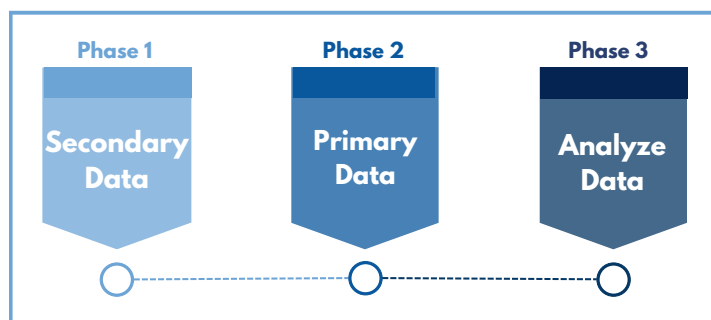 Phase 1
Secondary
Data
Phase 2
Primary
Data
Phase 3
Analyze
Data